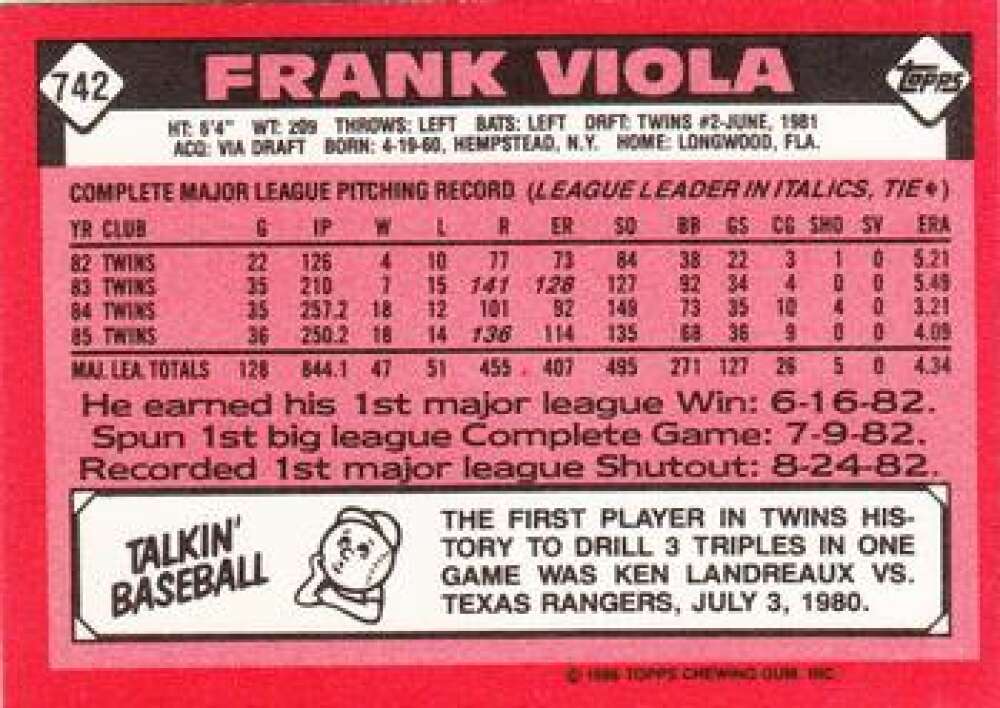 742
FRANK VIOLA
TOPPS
HT: 6'4" WT: 209 THROWS: LEFT BATS: LEFT DRFT: TWINS #2-JUNE, 1981
ACQ: VIA DRAFT BORN: 4-19-60, HEMPSTEAD, N.Y. HOME: LONGWOOD, FLA.
COMPLETE MAJOR LEAGUE PITCHING RECORD (LEAGUE LEADER IN ITALICS, TIE♦)
YR CLUB G IP W L R ER SO BB GS CG SHO SV ERA
82 TWINS 22 126 4 10 77 73 84 38 22 3 1 0 5.21
83 TWINS 35 210 7 15 141 128 127 92 34 4 0 0 5.49
84 TWINS 35 257.2 18 12 101 92 149 73 35 10 4 0 3.21
85 TWINS 36 250.2 18 14 136 114 135 68 36 9 0 0 4.09
MAJ. LEA. TOTALS 128 844.1 47 51 455 407 495 271 127 26 5 0 4.34
He earned his 1st major league Win: 6-16-82.
Spun 1st big league Complete Game: 7-9-82.
Recorded 1st major league Shutout: 8-24-82.
TALKIN'
BASEBALL
THE FIRST PLAYER IN TWINS HIS-
TORY TO DRILL 3 TRIPLES IN ONE
GAME WAS KEN LANDREAUX VS.
TEXAS RANGERS, JULY 3, 1980.
© 1986 TOPPS CHEWING GUM, INC.